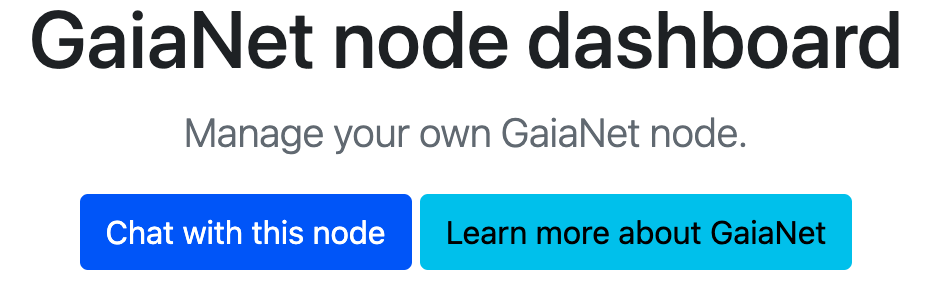 GaiaNet node dashboard
Manage your own GaiaNet node.
Chat with this node
Learn more about GaiaNet